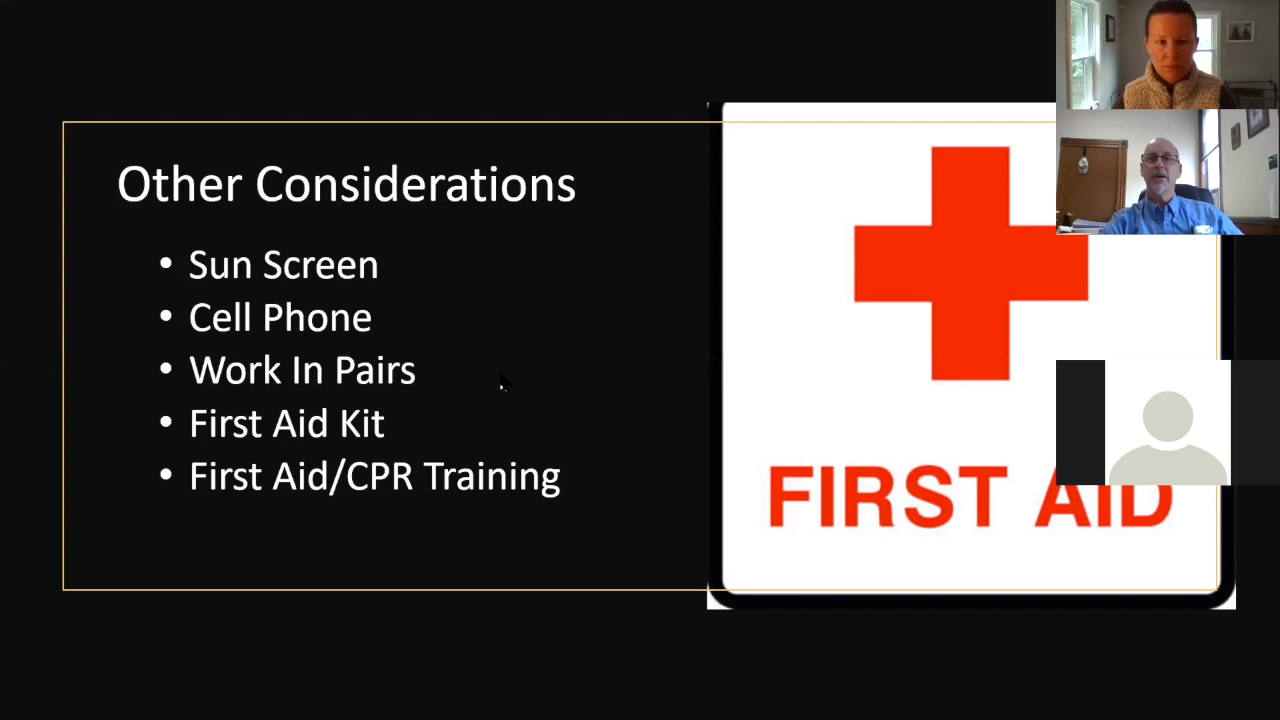 Other Considerations
• Sun Screen
• Cell Phone
• Work In Pairs
• First Aid Kit
• First Aid/CPR Training
FIRST AID